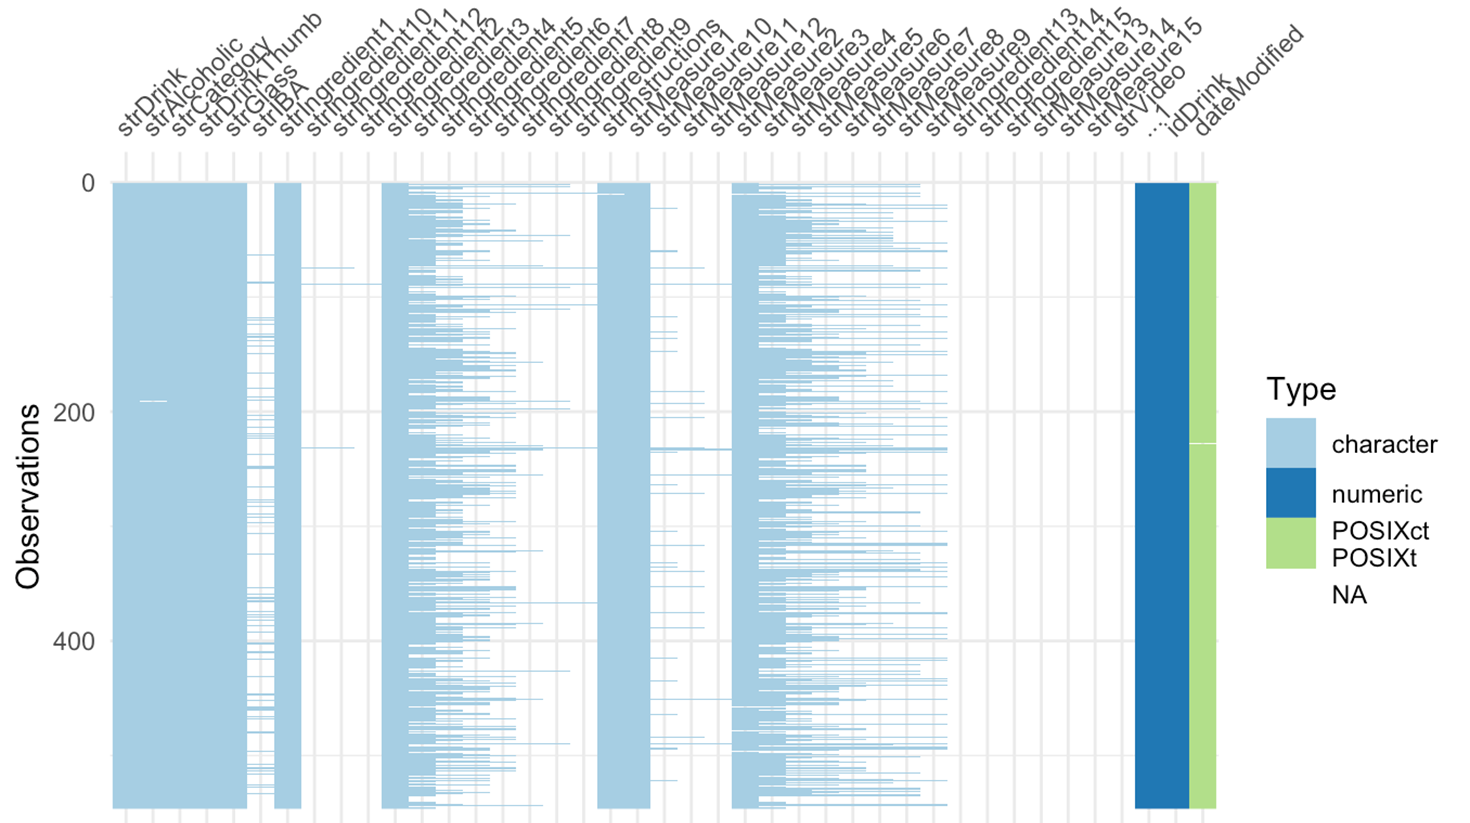 strDrink
strAlcoholic
strCategory
strDrinkThumb
strGlass
strIBA
strIngredient1
strIngredient10
strIngredient11
strIngredient12
strIngredient2
strIngredient3
strIngredient4
strIngredient5
strIngredient6
strIngredient7
strIngredient8
strIngredient9
strInstructions
strMeasure1
strMeasure10
strMeasure11
strMeasure12
strMeasure2
strMeasure3
strMeasure4
strMeasure5
strMeasure6
strMeasure7
strMeasure8
strMeasure9
strIngredient13
strIngredient14
strIngredient15
strMeasure13
strMeasure14
strMeasure15
strVideo
...1
idDrink
dateModified
0
200
400
Observations
Type
character
numeric
POSIXct
POSIXt
NA